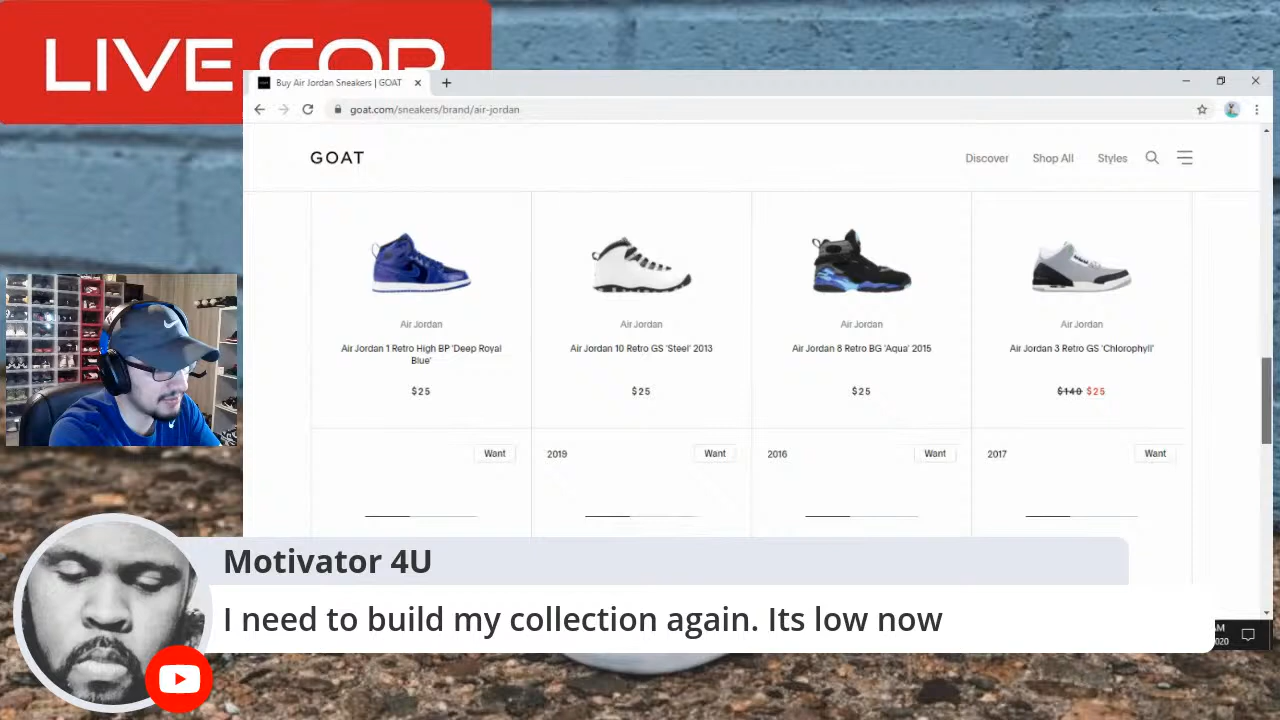 LIVE COP
Buy Air Jordan Sneakers | GOAT
goat.com/sneakers/brand/air-jordan
GOAT
Discover
Shop All
Styles
Air Jordan
Air Jordan 1 Retro High BP 'Deep Royal
Blue'
$25
Air Jordan
Air Jordan 10 Retro GS 'Steel' 2013
$25
Air Jordan
Air Jordan 8 Retro BG 'Aqua' 2015
$25
Air Jordan
Air Jordan 3 Retro GS 'Chlorophyll'
$140 $25
Want
2019
Want
2016
Want
2017
Want
Motivator 4U
I need to build my collection again. Its low now